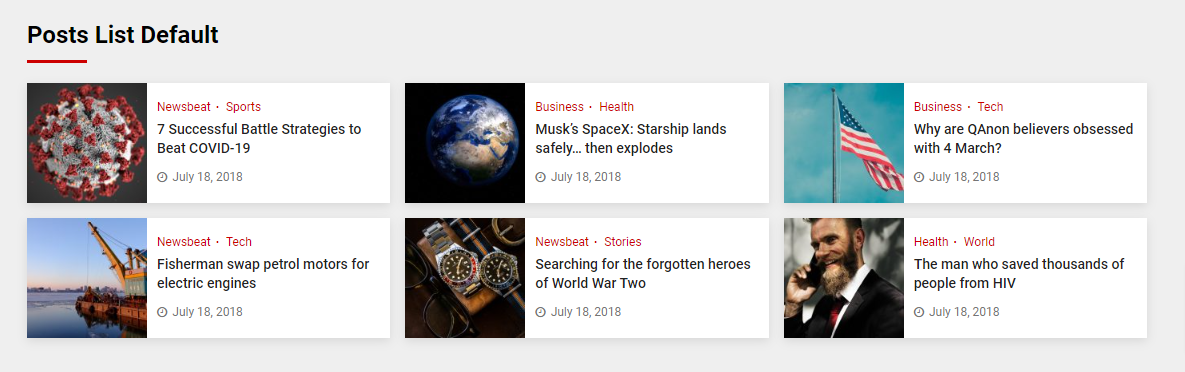 Posts List Default
Newsbeat · Sports
7 Successful Battle Strategies to
Beat COVID-19
July 18, 2018
Business · Health
Musk’s SpaceX: Starship lands
safely… then explodes
July 18, 2018
Business · Tech
Why are QAnon believers obsessed
with 4 March?
July 18, 2018
Newsbeat · Tech
Fisherman swap petrol motors for
electric engines
July 18, 2018
Newsbeat · Stories
Searching for the forgotten heroes
of World War Two
July 18, 2018
Health · World
The man who saved thousands of
people from HIV
July 18, 2018